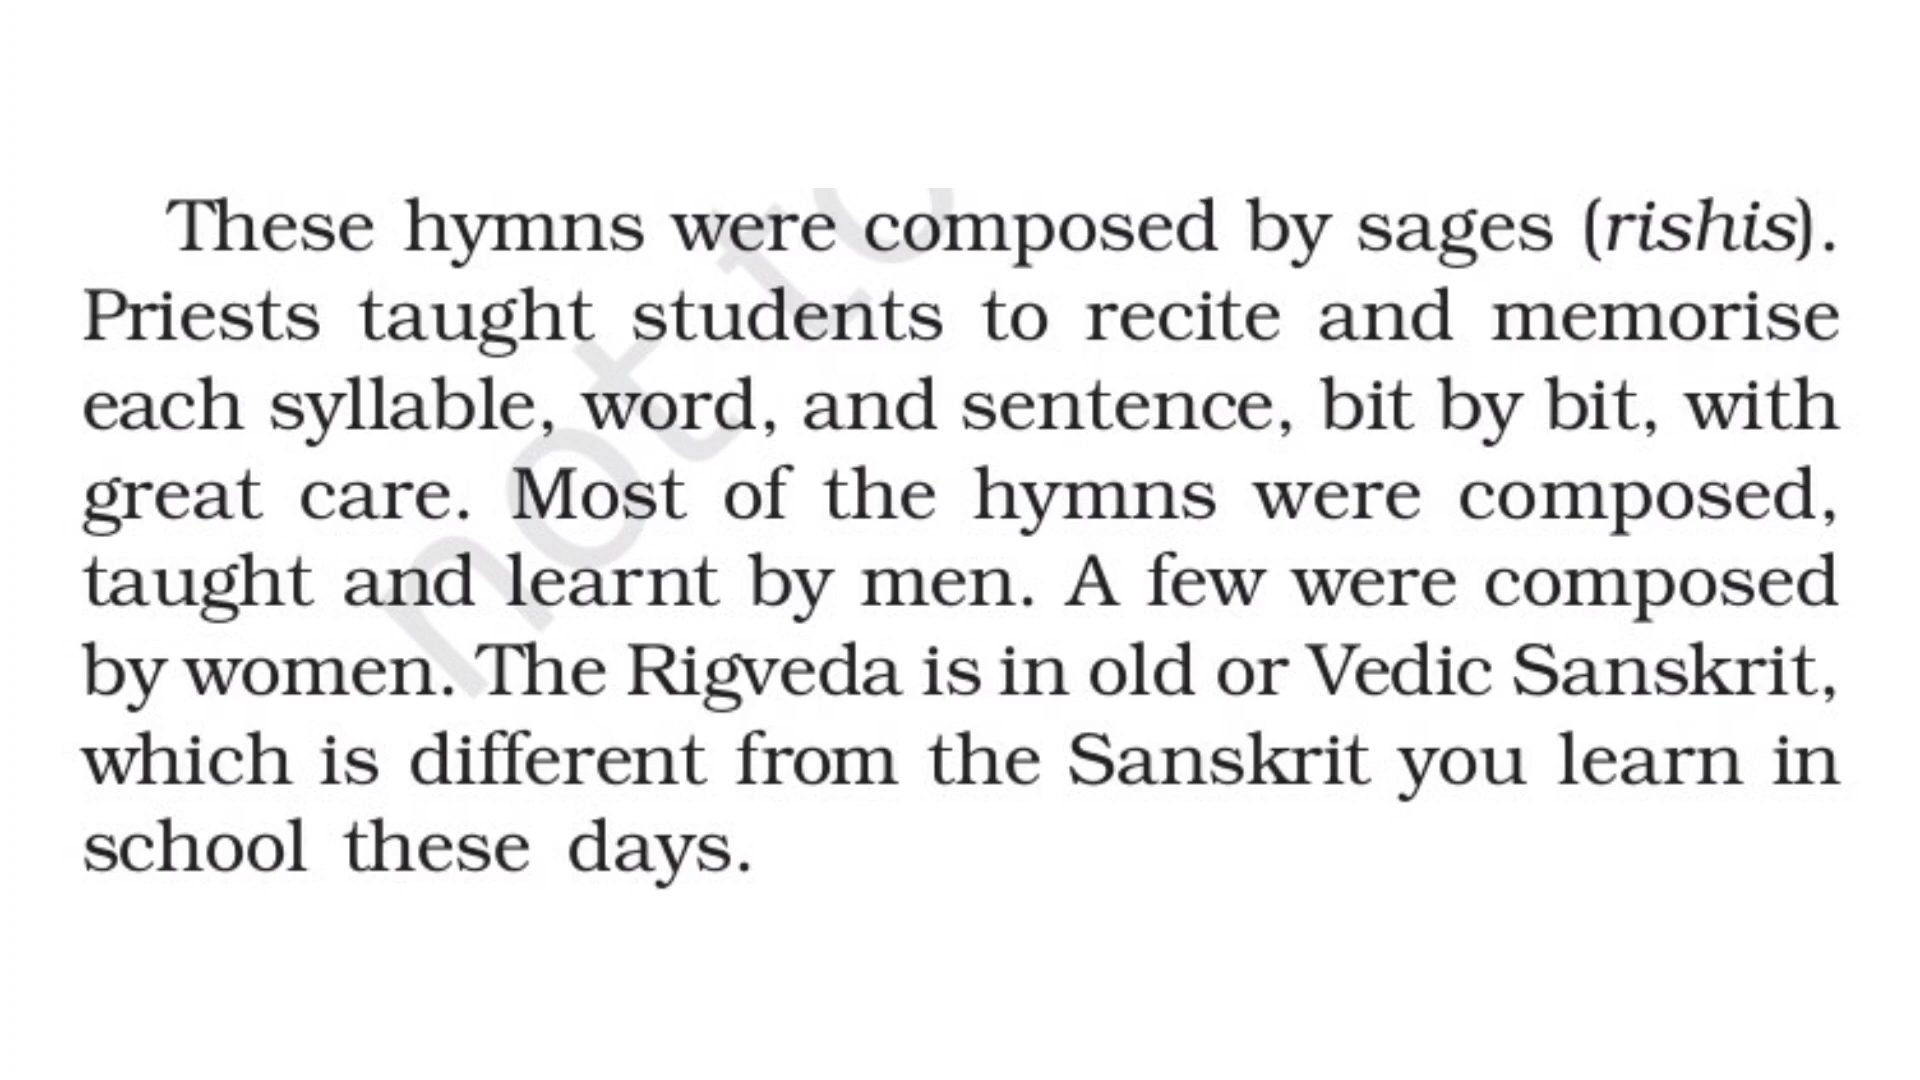 These hymns were composed by sages (rishis).
Priests taught students to recite and memorise
each syllable, word, and sentence, bit by bit, with
great care. Most of the hymns were composed,
taught and learnt by men. A few were composed
by women. The Rigveda is in old or Vedic Sanskrit,
which is different from the Sanskrit you learn in
school these days.
not to